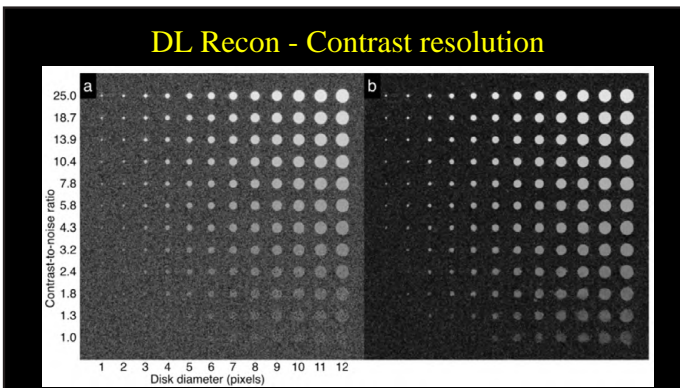 DL Recon - Contrast resolution
a
b
25.0
18.7
13.9
10.4
7.8
5.8
4.3
3.2
2.4
1.8
1.3
1.0
Contrast-to-noise ratio
1 2 3 4 5 6 7 8 9 10 11 12
Disk diameter (pixels)